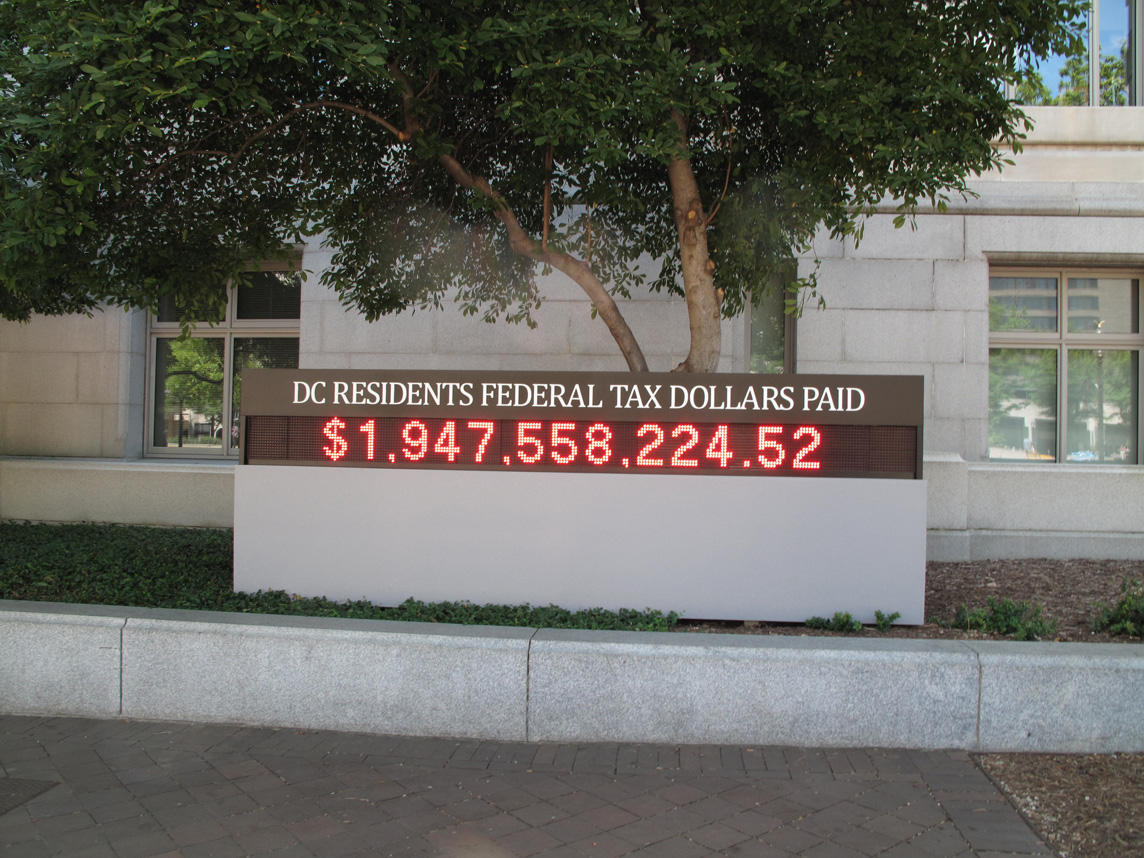 DC RESIDENTS FEDERAL TAX DOLLARS PAID
$1,947,558,224.52